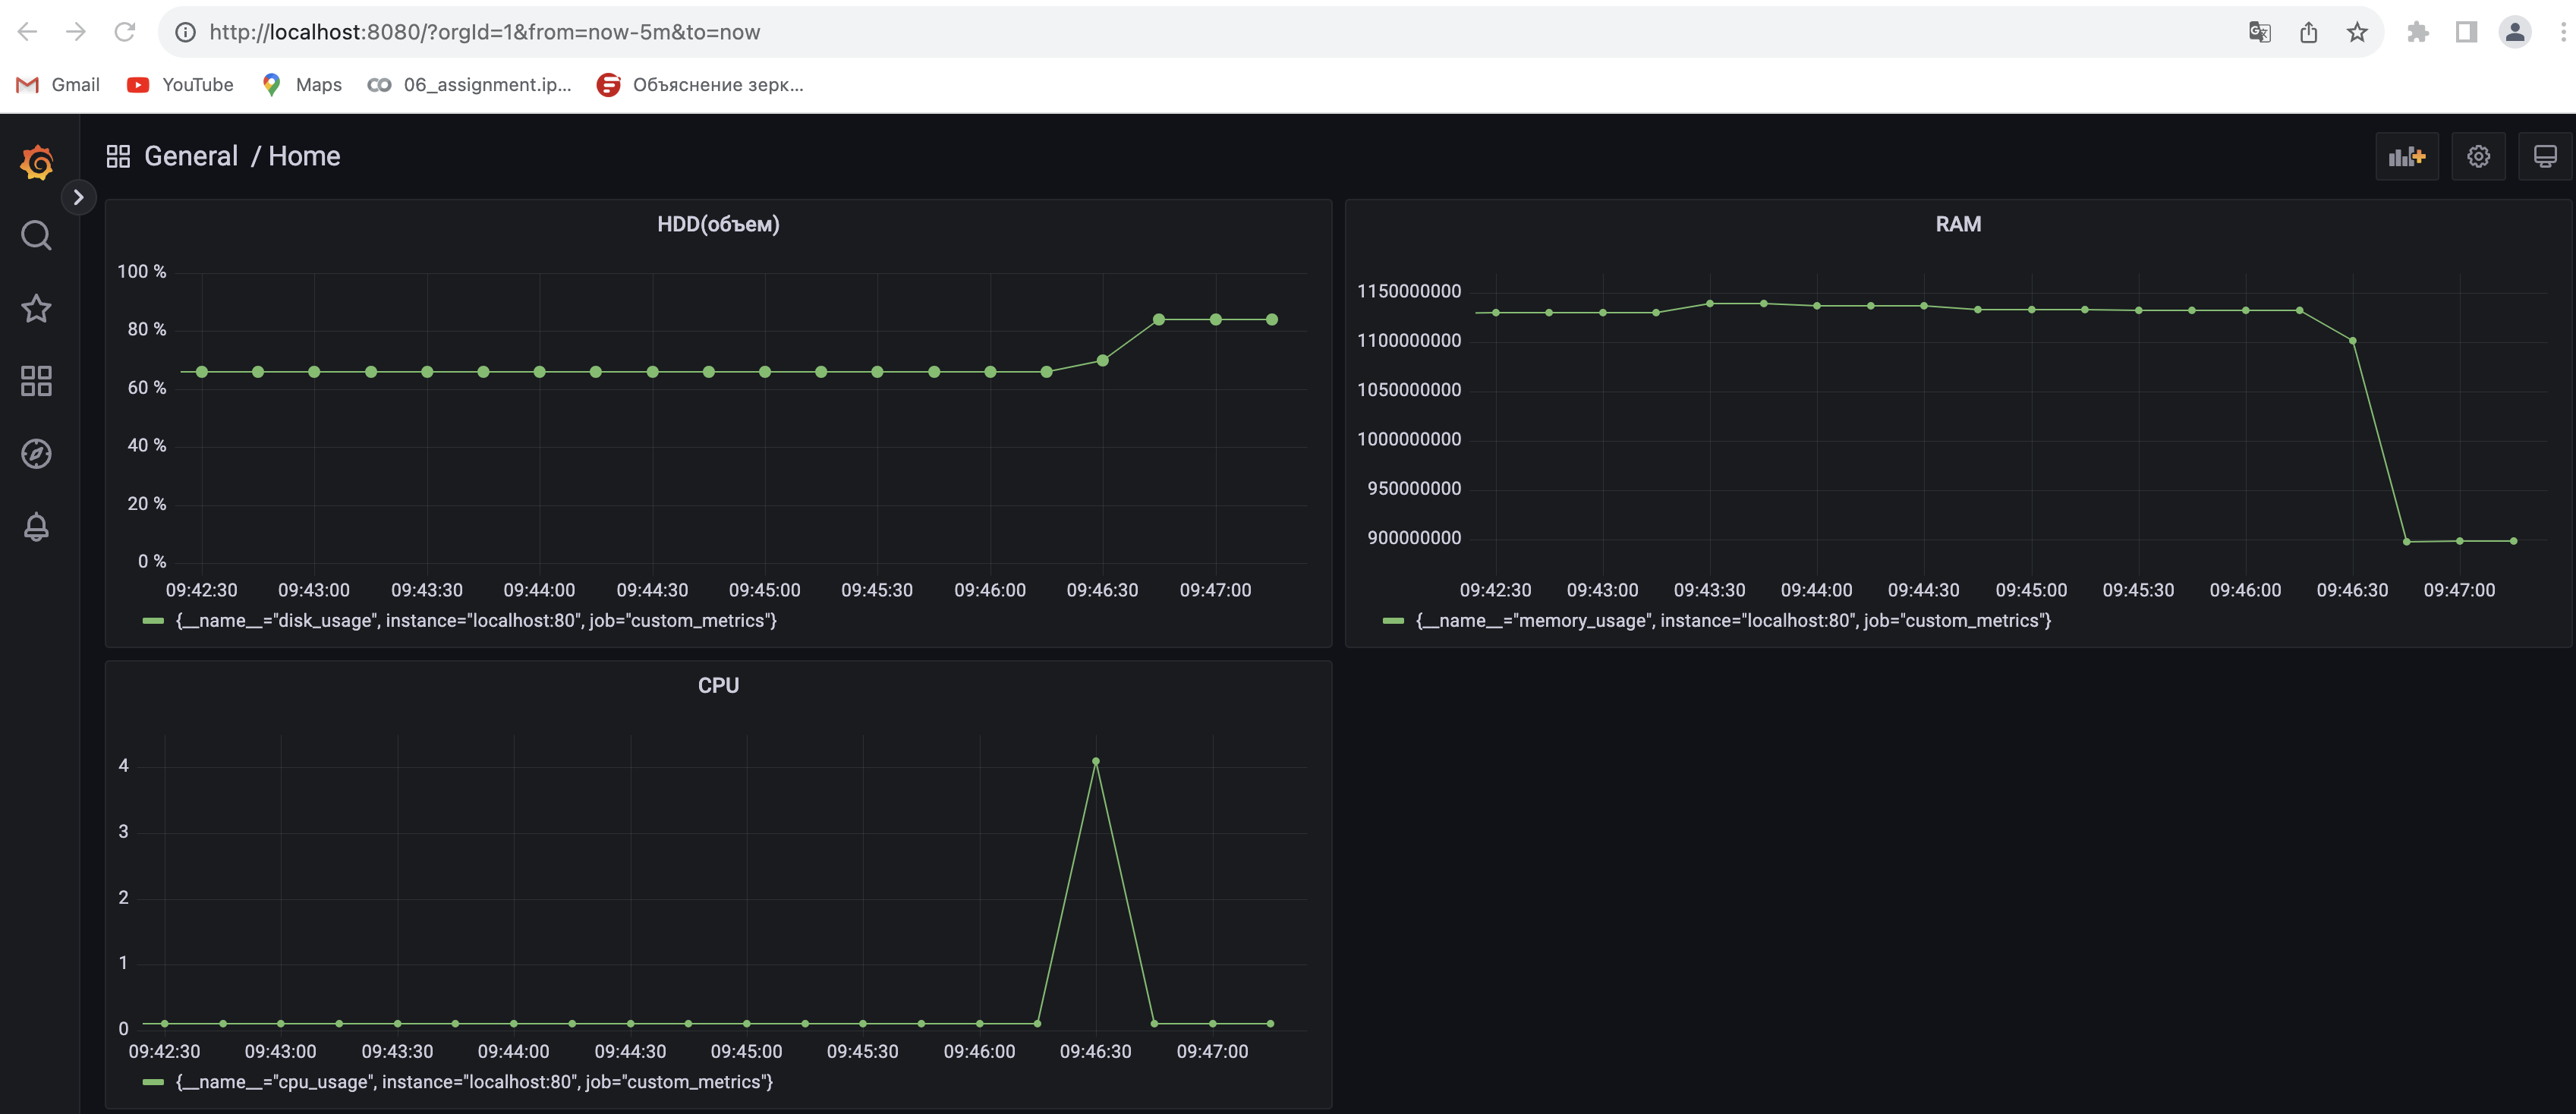 http://localhost:8080/?orgId=1&from=now-5m&to=now
Gmail YouTube Maps 06_assignment.ip... Объяснение зерк...
General / Home
HDD(объем)
100 %
80 %
60 %
40 %
20 %
0 %
09:42:30 09:43:00 09:43:30 09:44:00 09:44:30 09:45:00 09:45:30 09:46:00 09:46:30 09:47:00
{__name__="disk_usage", instance="localhost:80", job="custom_metrics"}
RAM
1150000000
1100000000
1050000000
1000000000
950000000
900000000
09:42:30 09:43:00 09:43:30 09:44:00 09:44:30 09:45:00 09:45:30 09:46:00 09:46:30 09:47:00
{__name__="memory_usage", instance="localhost:80", job="custom_metrics"}
CPU
4
3
2
1
0
09:42:30 09:43:00 09:43:30 09:44:00 09:44:30 09:45:00 09:45:30 09:46:00 09:46:30 09:47:00
{__name__="cpu_usage", instance="localhost:80", job="custom_metrics"}